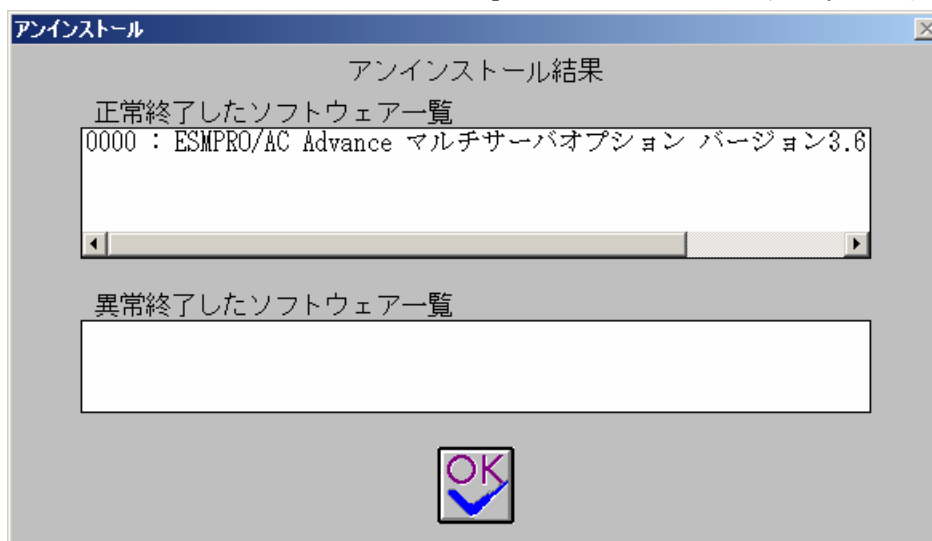 アンインストール
アンインストール結果
正常終了したソフトウェア一覧
0000 : ESMPRO/AC Advance マルチサーバオプション バージョン3.6
異常終了したソフトウェア一覧
OK